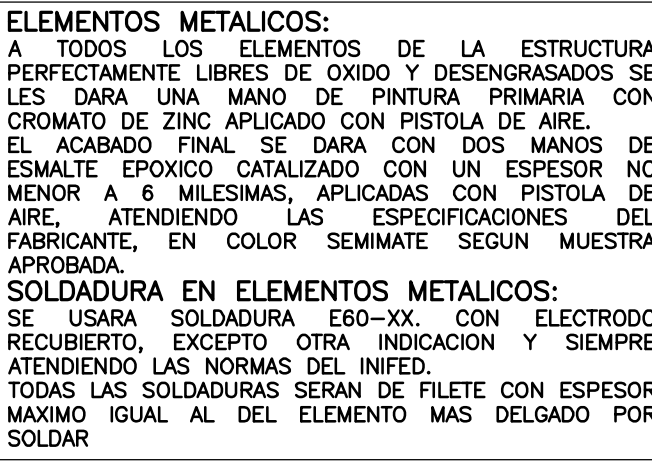 ELEMENTOS METALICOS:
A TODOS LOS ELEMENTOS DE LA ESTRUCTURA
PERFECTAMENTE LIBRES DE OXIDO Y DESENGRASADOS SE
LES DARA UNA MANO DE PINTURA PRIMARIA CON
CROMATO DE ZINC APLICADO CON PISTOLA DE AIRE.
EL ACABADO FINAL SE DARA CON DOS MANOS DE
ESMALTE EPOXICO CATALIZADO CON UN ESPESOR NO
MENOR A 6 MILESIMAS, APLICADAS CON PISTOLA DE
AIRE, ATENDIENDO LAS ESPECIFICACIONES DEL
FABRICANTE, EN COLOR SEMIMATE SEGUN MUESTRA
APROBADA.
SOLDADURA EN ELEMENTOS METALICOS:
SE USARA SOLDADURA E60-XX. CON ELECTRODO
RECUBIERTO, EXCEPTO OTRA INDICACION Y SIEMPRE
ATENDIENDO LAS NORMAS DEL INIFED.
TODAS LAS SOLDADURAS SERAN DE FILETE CON ESPESOR
MAXIMO IGUAL AL DEL ELEMENTO MAS DELGADO POR
SOLDAR